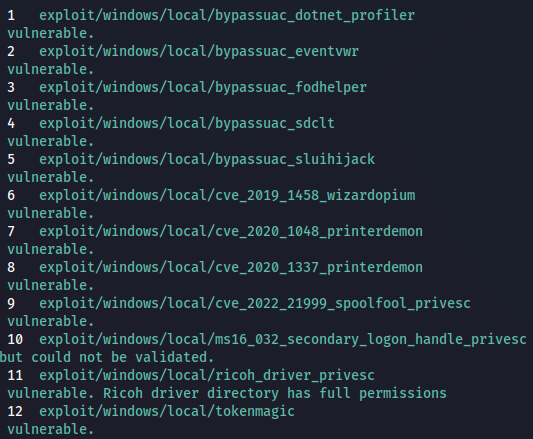 1 exploit/windows/local/bypassuac_dotnet_profiler
vulnerable.
2 exploit/windows/local/bypassuac_eventvwr
vulnerable.
3 exploit/windows/local/bypassuac_fodhelper
vulnerable.
4 exploit/windows/local/bypassuac_sdclt
vulnerable.
5 exploit/windows/local/bypassuac_sluihijack
vulnerable.
6 exploit/windows/local/cve_2019_1458_wizardopium
vulnerable.
7 exploit/windows/local/cve_2020_1048_printerdemon
vulnerable.
8 exploit/windows/local/cve_2020_1337_printerdemon
vulnerable.
9 exploit/windows/local/cve_2022_21999_spoolfool_privesc
vulnerable.
10 exploit/windows/local/ms16_032_secondary_logon_handle_privesc
but could not be validated.
11 exploit/windows/local/ricoh_driver_privesc
vulnerable. Ricoh driver directory has full permissions
12 exploit/windows/local/tokenmagic
vulnerable.